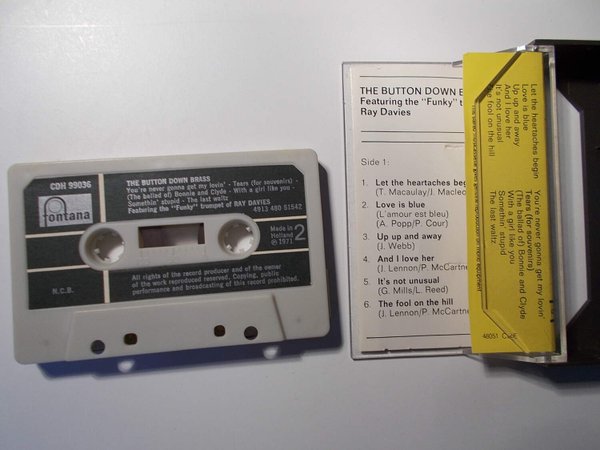 CDH 99036
THE BUTTON DOWN BRASS
You're never gonna get my lovin' - Tears (for souvenirs) -
(The ballad of) Bonnie and Clyde - With a girl like you -
Somethin' stupid - The last waltz
Featuring the "Funky" trumpet of RAY DAVIES
4913 480 51542
fontana
Made in
Holland
℗ 1971
2
N.C.B.
All rights of the record producer and of the owner
of the work reproduced reserved. Copying, public
performance and broadcasting of this record prohibited.
THE BUTTON DOWN
Featuring the "Funky"
Ray Davies
Side 1:
1. Let the heartaches
(T. Macaulay/J.
2. Love is blue
(L'amour est bleu)
(A. Popp/P. Cour)
3. Up up and away
(J. Webb)
4. And I love her
(J. Lennon/P.
5. It's not unusual
(G. Mills/L. Reed)
6. The fool on the hill
(J. Lennon/P.
Let the heartaches begin
Love is blue
Up up and away
And I love her
It's not unusual
The fool on the hill
You're never gonna get my lovin'
Tears (for souvenirs)
(The ballad of) Bonnie and Clyde
With a girl like you
Somethin' stupid
The last waltz
48051